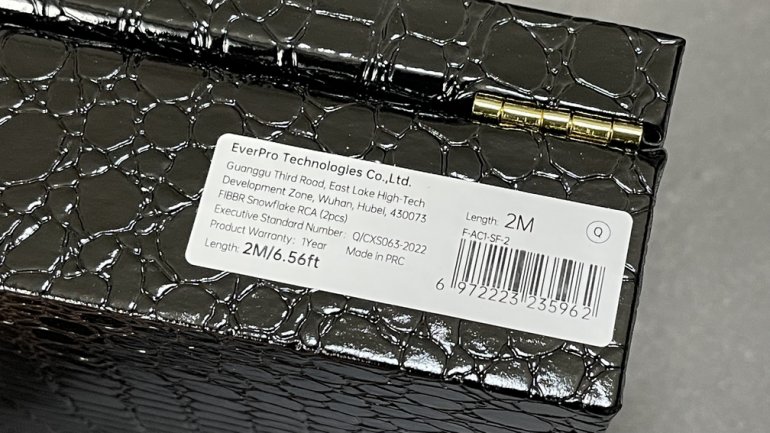 EverPro Technologies Co.,Ltd.
Guanggu Third Road, East Lake High-Tech
Development Zone, Wuhan, Hubei, 430073
FIBBR Snowflake RCA (2pcs)
Executive Standard Number: Q/CXS063-2022
Product Warranty: 1Year Made in PRC
Length: 2M/6.56ft
Length: 2M
F-AC1-SF-2
Q
6 972223 235962